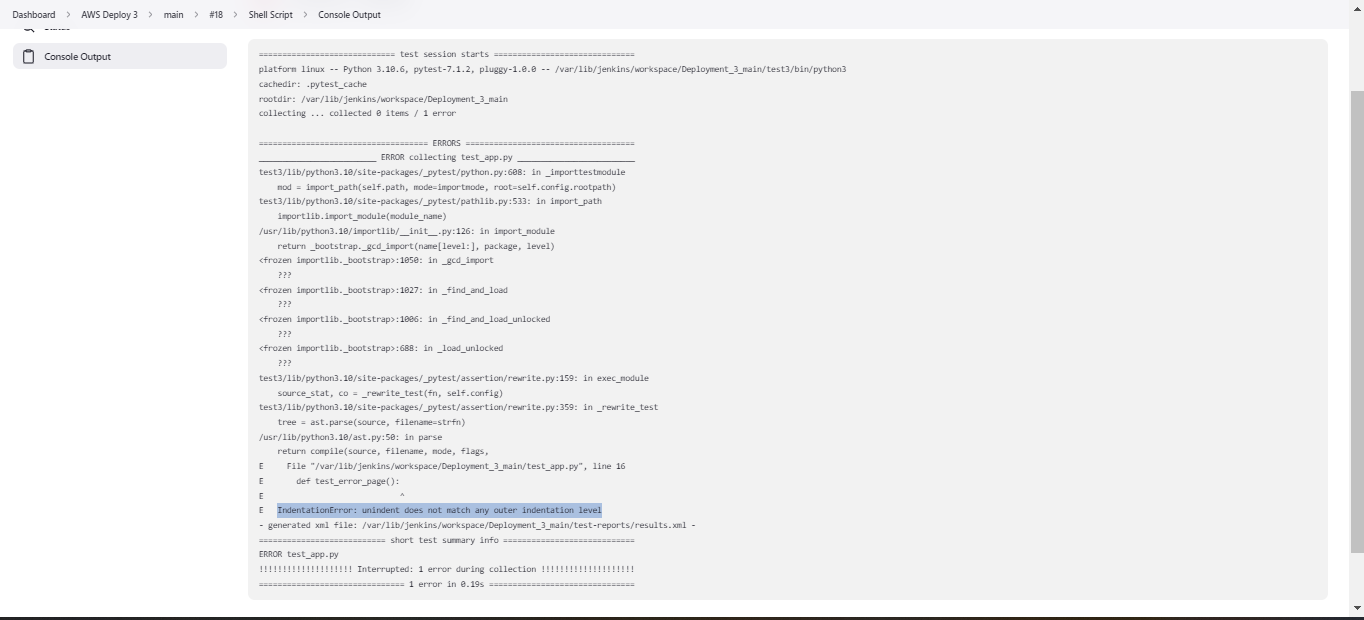 Dashboard > AWS Deploy 3 > main > #18 > Shell Script > Console Output
Console Output
============================= test session starts ==============================
platform linux -- Python 3.10.6, pytest-7.1.2, pluggy-1.0.0 -- /var/lib/jenkins/workspace/Deployment_3_main/test3/bin/python3
cachedir: .pytest_cache
rootdir: /var/lib/jenkins/workspace/Deployment_3_main
collecting ... collected 0 items / 1 error
==================================== ERRORS ====================================
_________________________ ERROR collecting test_app.py _________________________
test3/lib/python3.10/site-packages/_pytest/python.py:608: in _importtestmodule
    mod = import_path(self.path, mode=importmode, root=self.config.rootpath)
test3/lib/python3.10/site-packages/_pytest/pathlib.py:533: in import_path
    importlib.import_module(module_name)
/usr/lib/python3.10/importlib/__init__.py:126: in import_module
    return _bootstrap._gcd_import(name[level:], package, level)
<frozen importlib._bootstrap>:1050: in _gcd_import
    ???
<frozen importlib._bootstrap>:1027: in _find_and_load
    ???
<frozen importlib._bootstrap>:1006: in _find_and_load_unlocked
    ???
<frozen importlib._bootstrap>:688: in _load_unlocked
    ???
test3/lib/python3.10/site-packages/_pytest/assertion/rewrite.py:159: in exec_module
    source_stat, co = _rewrite_test(fn, self.config)
test3/lib/python3.10/site-packages/_pytest/assertion/rewrite.py:359: in _rewrite_test
    tree = ast.parse(source, filename=strfn)
/usr/lib/python3.10/ast.py:50: in parse
    return compile(source, filename, mode, flags,
E     File "/var/lib/jenkins/workspace/Deployment_3_main/test_app.py", line 16
E       def test_error_page():
E                             ^
E   IndentationError: unindent does not match any outer indentation level
- generated xml file: /var/lib/jenkins/workspace/Deployment_3_main/test-reports/results.xml -
=========================== short test summary info ============================
ERROR test_app.py
!!!!!!!!!!!!!!!!!!!! Interrupted: 1 error during collection !!!!!!!!!!!!!!!!!!!!
=============================== 1 error in 0.19s ===============================